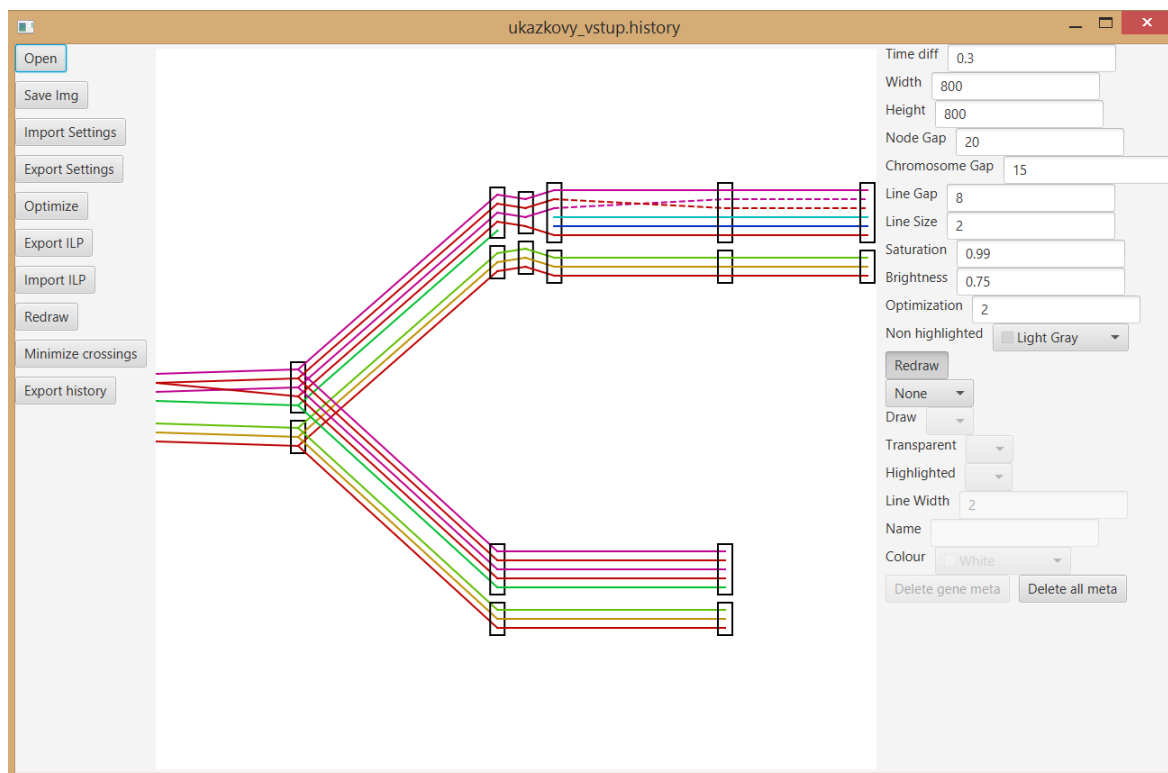 ukazkovy_vstup.history
Open
Save Img
Import Settings
Export Settings
Optimize
Export ILP
Import ILP
Redraw
Minimize crossings
Export history
Time diff 0.3
Width 800
Height 800
Node Gap 20
Chromosome Gap 15
Line Gap 8
Line Size 2
Saturation 0.99
Brightness 0.75
Optimization 2
Non highlighted Light Gray
Redraw
None
Draw
Transparent
Highlighted
Line Width 2
Name
Colour White
Delete gene meta Delete all meta